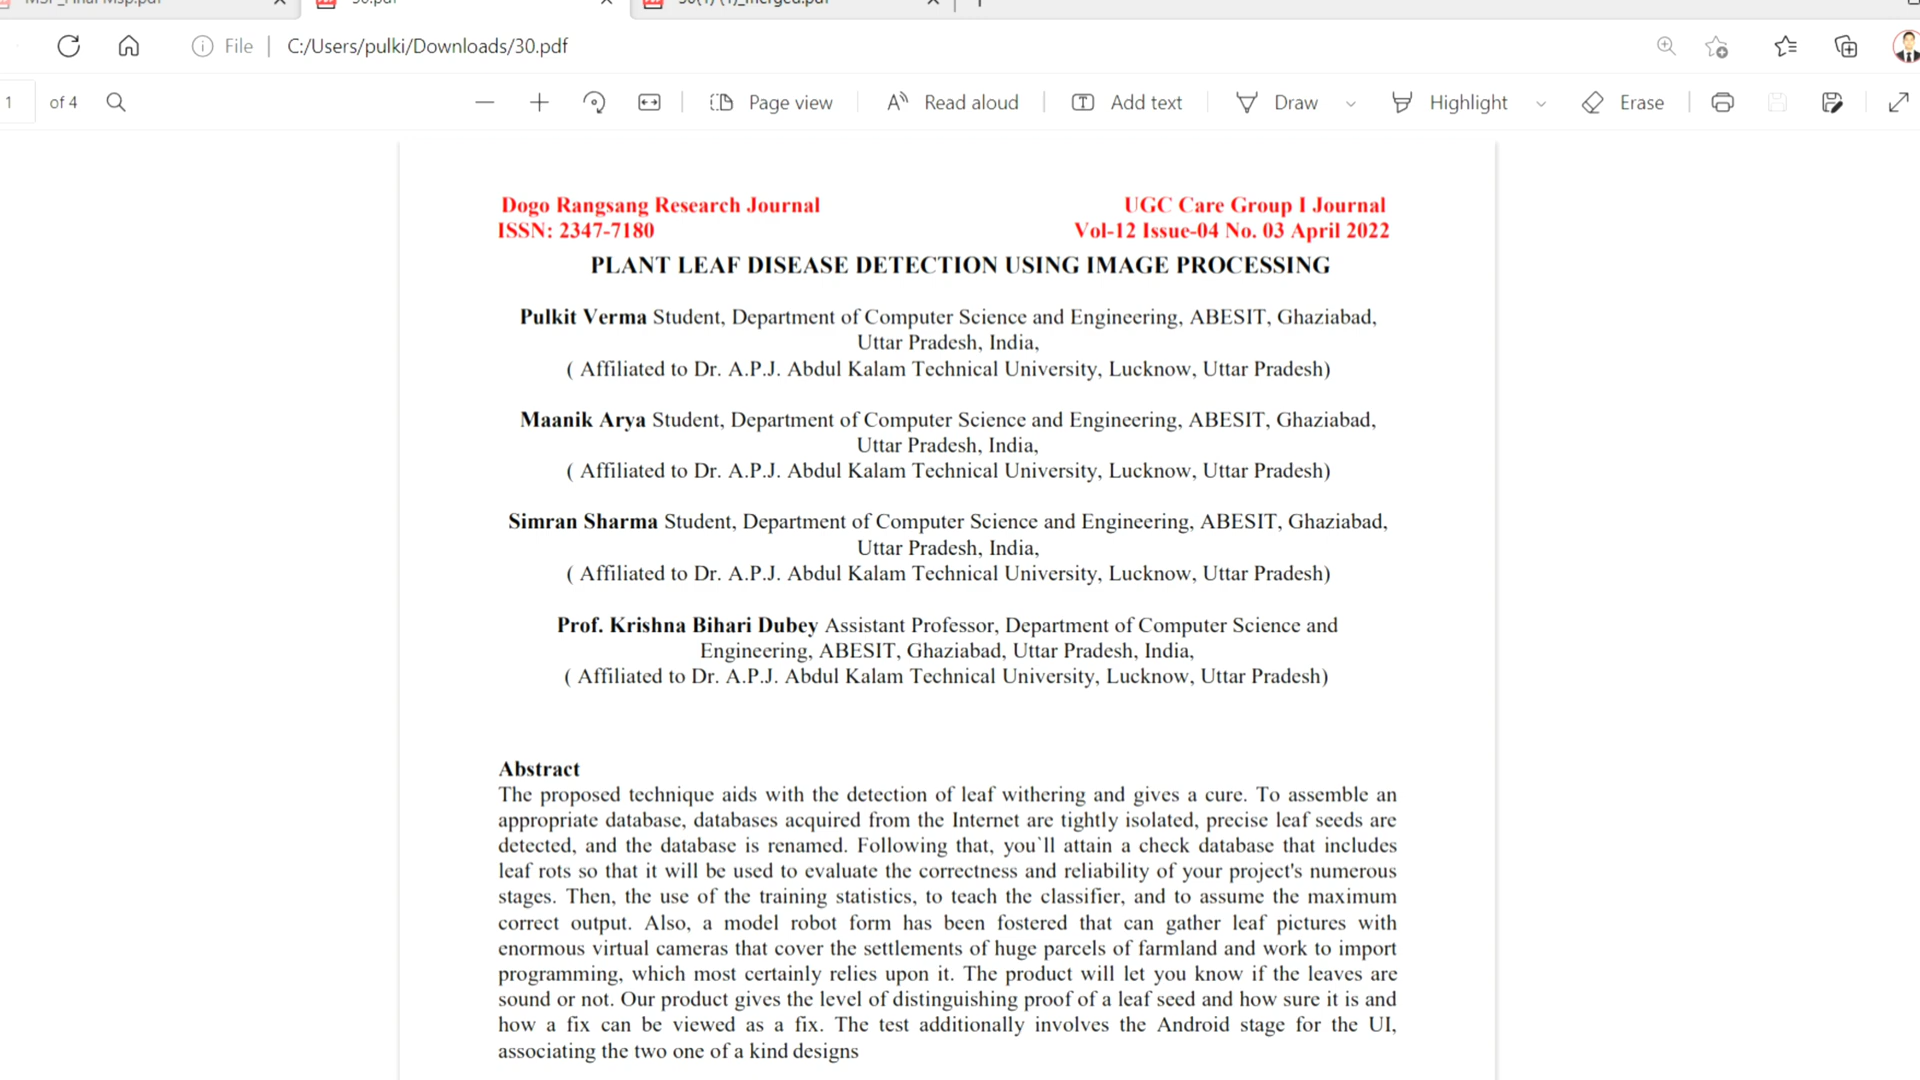 MSP_Final Msp.pdf 30.pdf 30(1) (1)_merged.pdf
File C:/Users/pulki/Downloads/30.pdf
1 of 4 Page view Read aloud Add text Draw Highlight Erase
Dogo Rangsang Research Journal UGC Care Group I Journal
ISSN: 2347-7180 Vol-12 Issue-04 No. 03 April 2022
PLANT LEAF DISEASE DETECTION USING IMAGE PROCESSING
Pulkit Verma Student, Department of Computer Science and Engineering, ABESIT, Ghaziabad,
Uttar Pradesh, India,
( Affiliated to Dr. A.P.J. Abdul Kalam Technical University, Lucknow, Uttar Pradesh)
Maanik Arya Student, Department of Computer Science and Engineering, ABESIT, Ghaziabad,
Uttar Pradesh, India,
( Affiliated to Dr. A.P.J. Abdul Kalam Technical University, Lucknow, Uttar Pradesh)
Simran Sharma Student, Department of Computer Science and Engineering, ABESIT, Ghaziabad,
Uttar Pradesh, India,
( Affiliated to Dr. A.P.J. Abdul Kalam Technical University, Lucknow, Uttar Pradesh)
Prof. Krishna Bihari Dubey Assistant Professor, Department of Computer Science and
Engineering, ABESIT, Ghaziabad, Uttar Pradesh, India,
( Affiliated to Dr. A.P.J. Abdul Kalam Technical University, Lucknow, Uttar Pradesh)
Abstract
The proposed technique aids with the detection of leaf withering and gives a cure. To assemble an
appropriate database, databases acquired from the Internet are tightly isolated, precise leaf seeds are
detected, and the database is renamed. Following that, you`ll attain a check database that includes
leaf rots so that it will be used to evaluate the correctness and reliability of your project's numerous
stages. Then, the use of the training statistics, to teach the classifier, and to assume the maximum
correct output. Also, a model robot form has been fostered that can gather leaf pictures with
enormous virtual cameras that cover the settlements of huge parcels of farmland and work to import
programming, which most certainly relies upon it. The product will let you know if the leaves are
sound or not. Our product gives the level of distinguishing proof of a leaf seed and how sure it is and
how a fix can be viewed as a fix. The test additionally involves the Android stage for the UI,
associating the two one of a kind designs